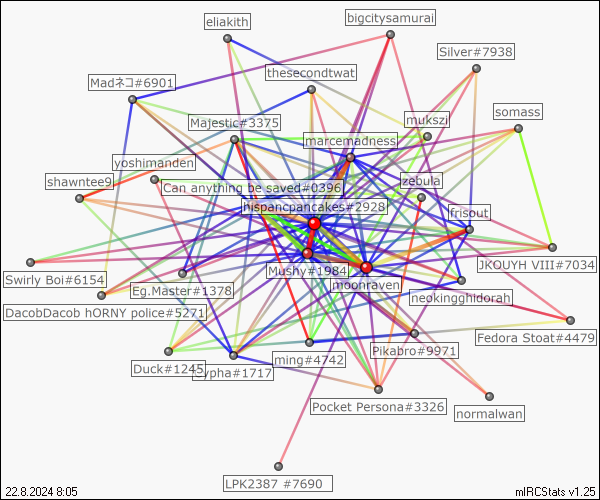 eliakith
bigcitysamurai
Silver#7938
thesecondtwat
Madネコ#6901
somass
mukszi
Majestic#3375
marcemadness
yoshimanden
shawntee9
Can anything be saved#0396
zebula
hispancpancakes#2928
frisout
Mushy#1984
JKQUYH VIII#7034
Swirly Boi#6154
moonraven
Eg.Master#1378
neokingghidorah
DacobDacob hORNY police#5271
Fedora Stoat#4479
Pikabro#9971
ming#4742
Duck#1245
Cypha#1717
Pocket Persona#3326
normalwan
LPK2387 #7690
22.8.2024 8:05
mIRCStats v1.25